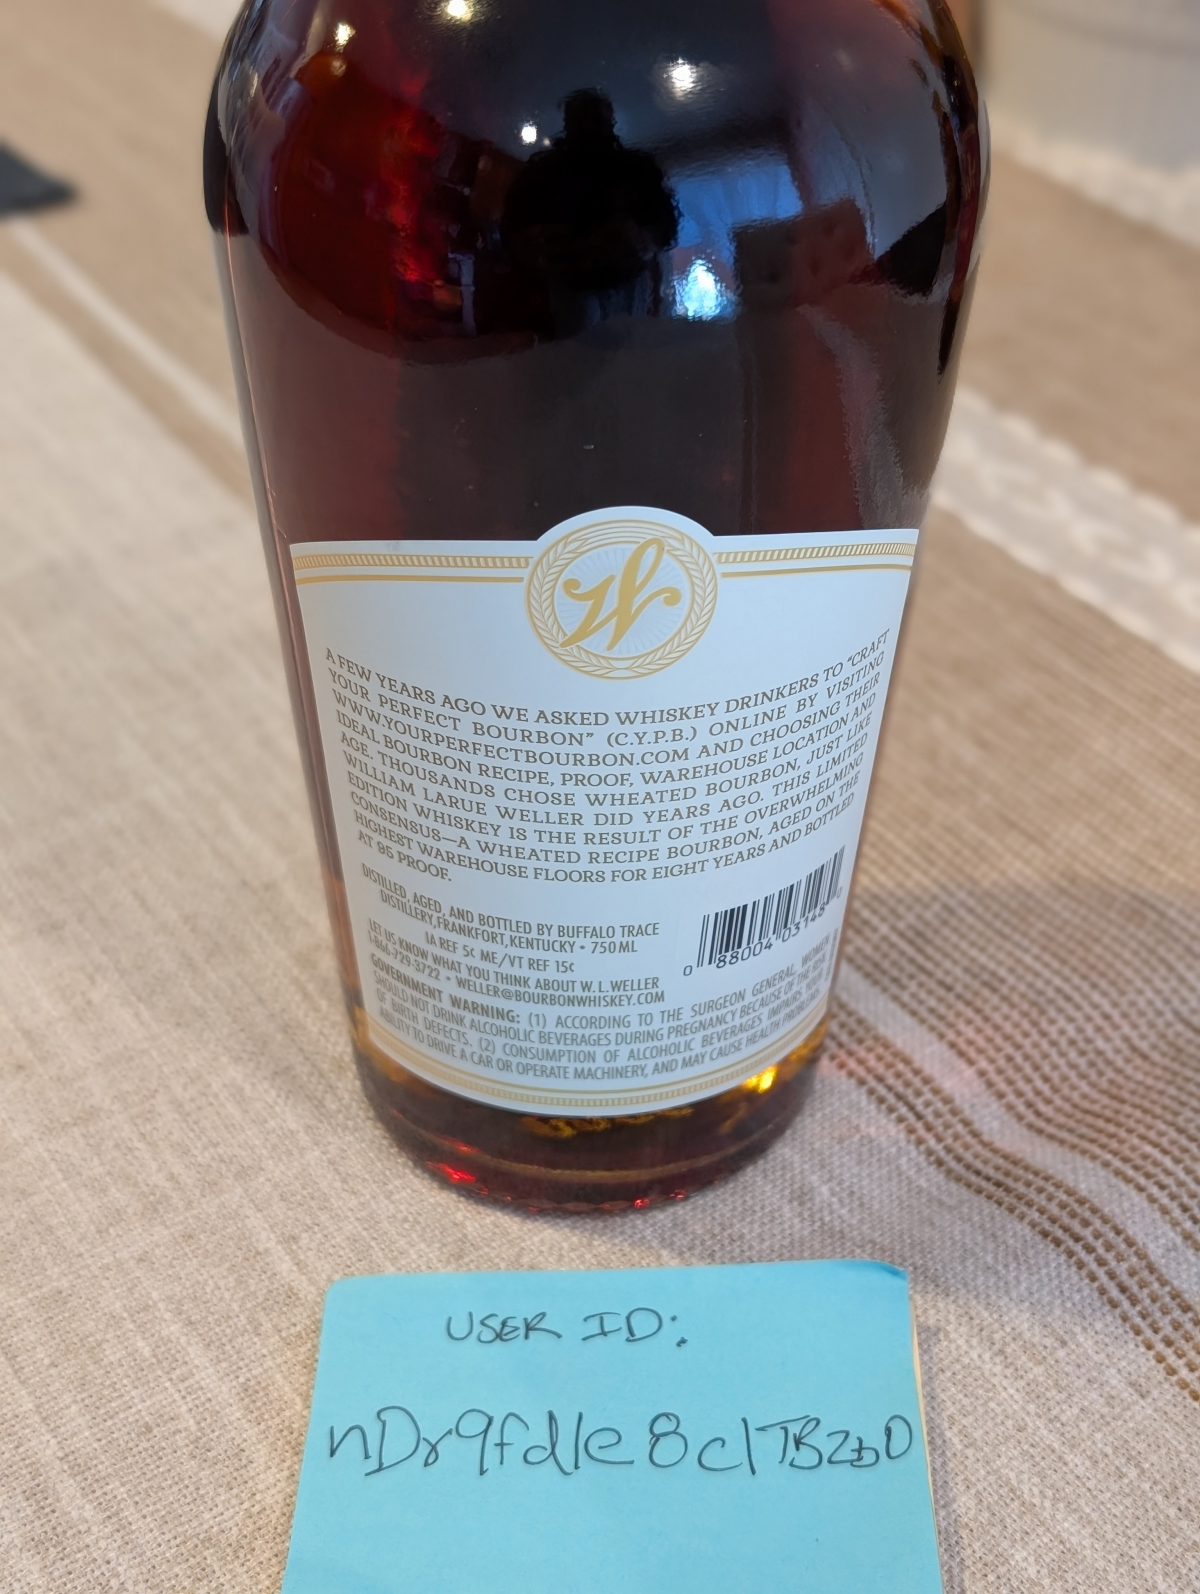 W
A FEW YEARS AGO WE ASKED WHISKEY DRINKERS TO "CRAFT
YOUR PERFECT BOURBON" (C.Y.P.B.) ONLINE BY VISITING
WWW.YOURPERFECTBOURBON.COM AND CHOOSING THEIR
IDEAL BOURBON RECIPE, PROOF, WAREHOUSE LOCATION AND
AGE. THOUSANDS CHOSE WHEATED BOURBON, JUST LIKE
WILLIAM LARUE WELLER DID YEARS AGO. THIS LIMITED
EDITION WHISKEY IS THE RESULT OF THE OVERWHELMING
CONSENSUS—A WHEATED RECIPE BOURBON, AGED ON THE
HIGHEST WAREHOUSE FLOORS FOR EIGHT YEARS AND BOTTLED
AT 95 PROOF.
DISTILLED, AGED, AND BOTTLED BY BUFFALO TRACE
DISTILLERY, FRANKFORT, KENTUCKY • 750 ML
IA REF 5¢ ME/VT REF 15¢
LET US KNOW WHAT YOU THINK ABOUT W. L. WELLER
1-866-729-3722 • WELLER@BOURBONWHISKEY.COM
0 88004 03148 0
GOVERNMENT WARNING: (1) ACCORDING TO THE SURGEON GENERAL, WOMEN
SHOULD NOT DRINK ALCOHOLIC BEVERAGES DURING PREGNANCY BECAUSE OF THE RISK
OF BIRTH DEFECTS. (2) CONSUMPTION OF ALCOHOLIC BEVERAGES IMPAIRS YOUR
ABILITY TO DRIVE A CAR OR OPERATE MACHINERY, AND MAY CAUSE HEALTH PROBLEMS.
USER ID:
nDr9fdle8clTBZbD